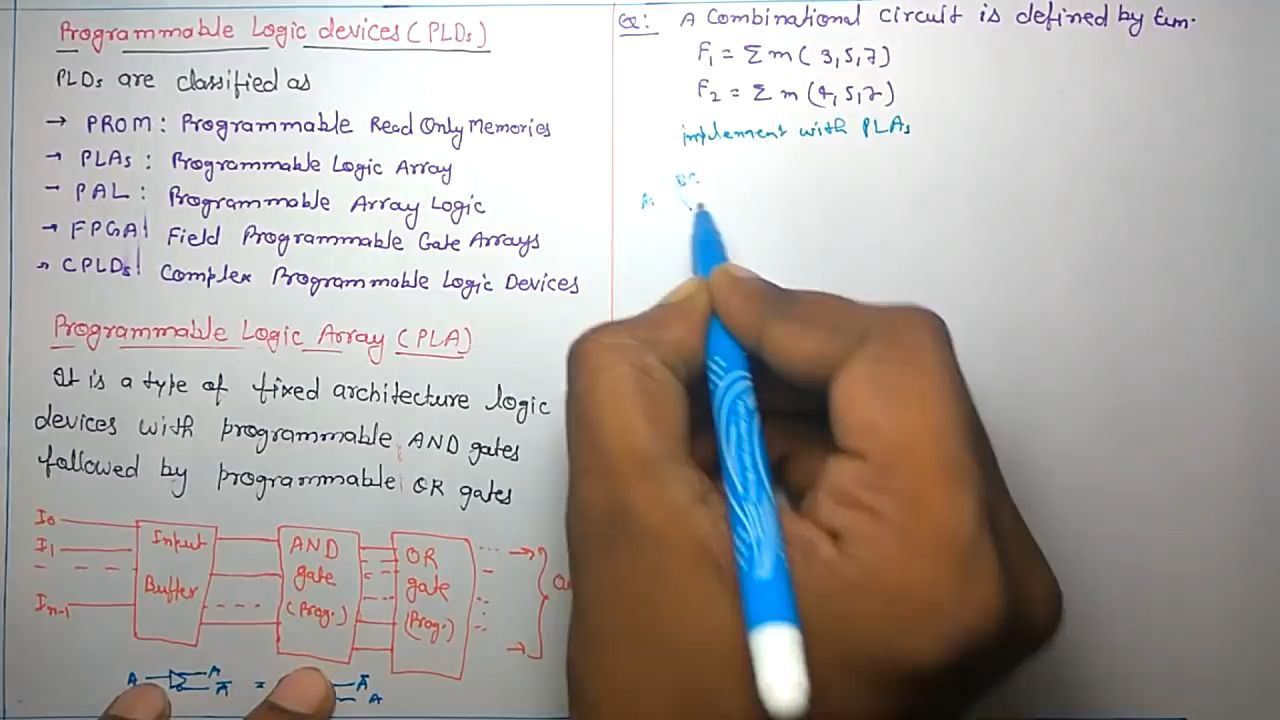 Programmable Logic devices (PLDs)
PLDs are classified as
→ PROM: Programmable Read Only Memories
→ PLAs : Programmable Logic Array
→ PAL : Programmable Array Logic
→ FPGA: Field Programmable Gate Arrays
→ CPLDs: Complex Programmable Logic Devices
Programmable Logic Array (PLA)
It is a type of fixed architecture logic
devices with programmable AND gates
followed by programmable OR gates
I0
I1
In-1
Input
Buffer
AND
gate
(Prog.)
OR
gate
(Prog.)
A
A
Ā
=
Ā
A
Q: A Combinational circuit is defined by fun.
F1 = Σm( 3,5,7)
F2 = Σm (4,5,7)
implement with PLAs
A
BC